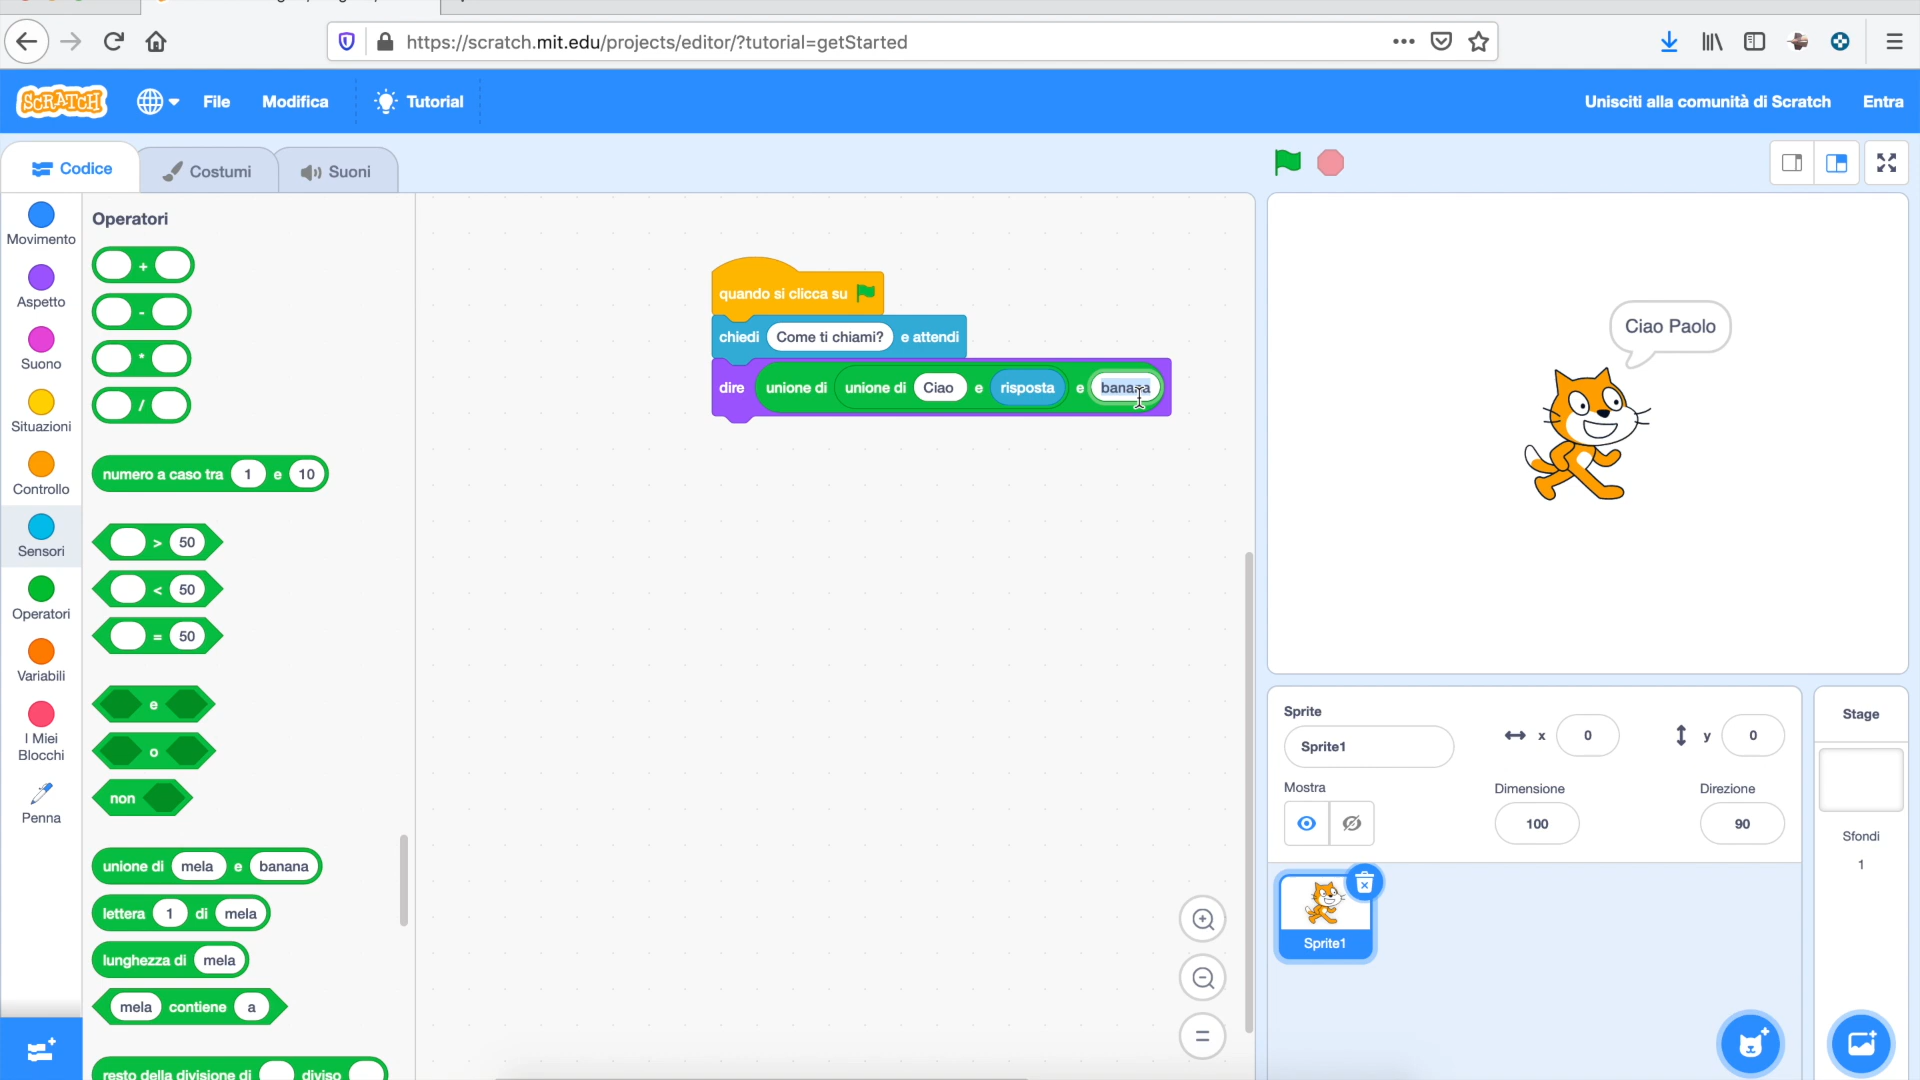 https://scratch.mit.edu/projects/editor/?tutorial=getStarted
SCRATCH
File
Modifica
Tutorial
Unisciti alla comunità di Scratch
Entra
Codice
Costumi
Suoni
Movimento
Aspetto
Suono
Situazioni
Controllo
Sensori
Operatori
Variabili
I Miei
Blocchi
Penna
Operatori
+
-
*
/
numero a caso tra 1 e 10
> 50
< 50
= 50
e
o
non
unione di mela e banana
lettera 1 di mela
lunghezza di mela
mela contiene a
resto della divisione di diviso
quando si clicca su
chiedi Come ti chiami? e attendi
dire unione di unione di Ciao e risposta e banana
Ciao Paolo
Sprite
Sprite1
x 0
y 0
Mostra
Dimensione
100
Direzione
90
Sprite1
Stage
Sfondi
1